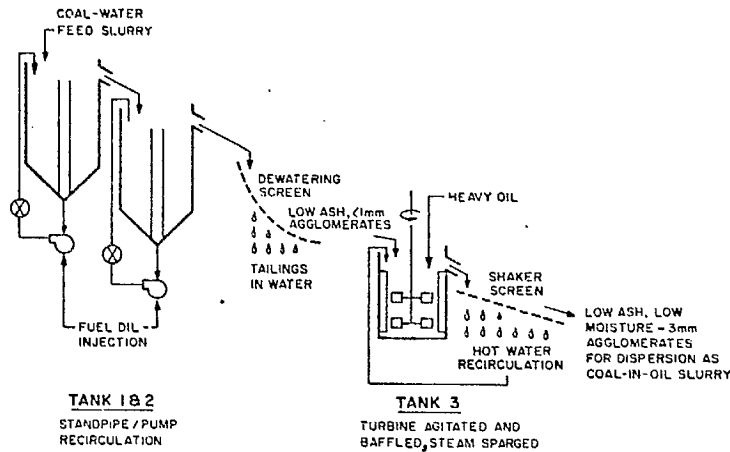 COAL-WATER
FEED SLURRY
DEWATERING
SCREEN
LOW ASH, <1mm
AGGLOMERATES
TAILINGS
IN WATER
FUEL OIL
INJECTION
HEAVY OIL
SHAKER
SCREEN
HOT WATER
RECIRCULATION
LOW ASH, LOW
MOISTURE - 3mm
AGGLOMERATES
FOR DISPERSION AS
COAL-IN-OIL SLURRY
TANK 1&2
STANDPIPE/PUMP
RECIRCULATION
TANK 3
TURBINE AGITATED AND
BAFFLED, STEAM SPARGED